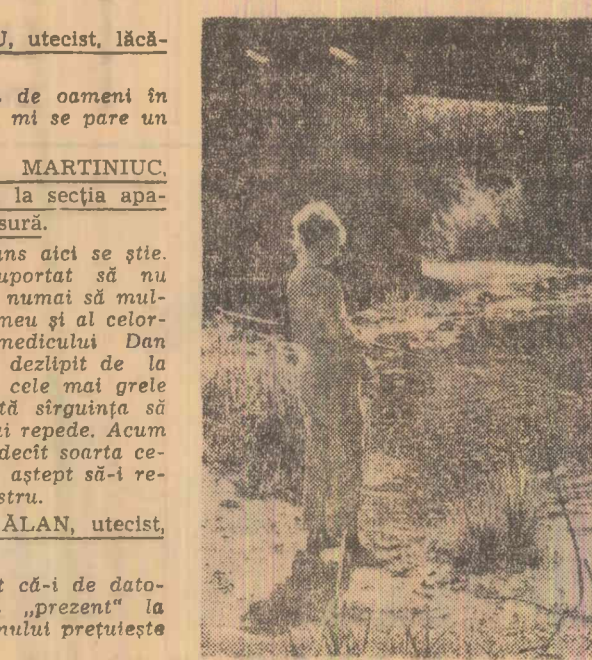 U, utecist, lăcă-
de oameni în
mi se pare un
MARTINIUC,
la secția apa-
sură.
ns aici se știe.
uportat să nu
numai să mul-
meu și al celor-
medicului Dan
dezlipit de la
cele mai grele
tă sîrguința să
i repede. Acum
decît soarta ce-
aștept să-i re-
stru.
ĂLAN, utecist,
t că-i de dato-
„prezent“ la
nului prețuiește